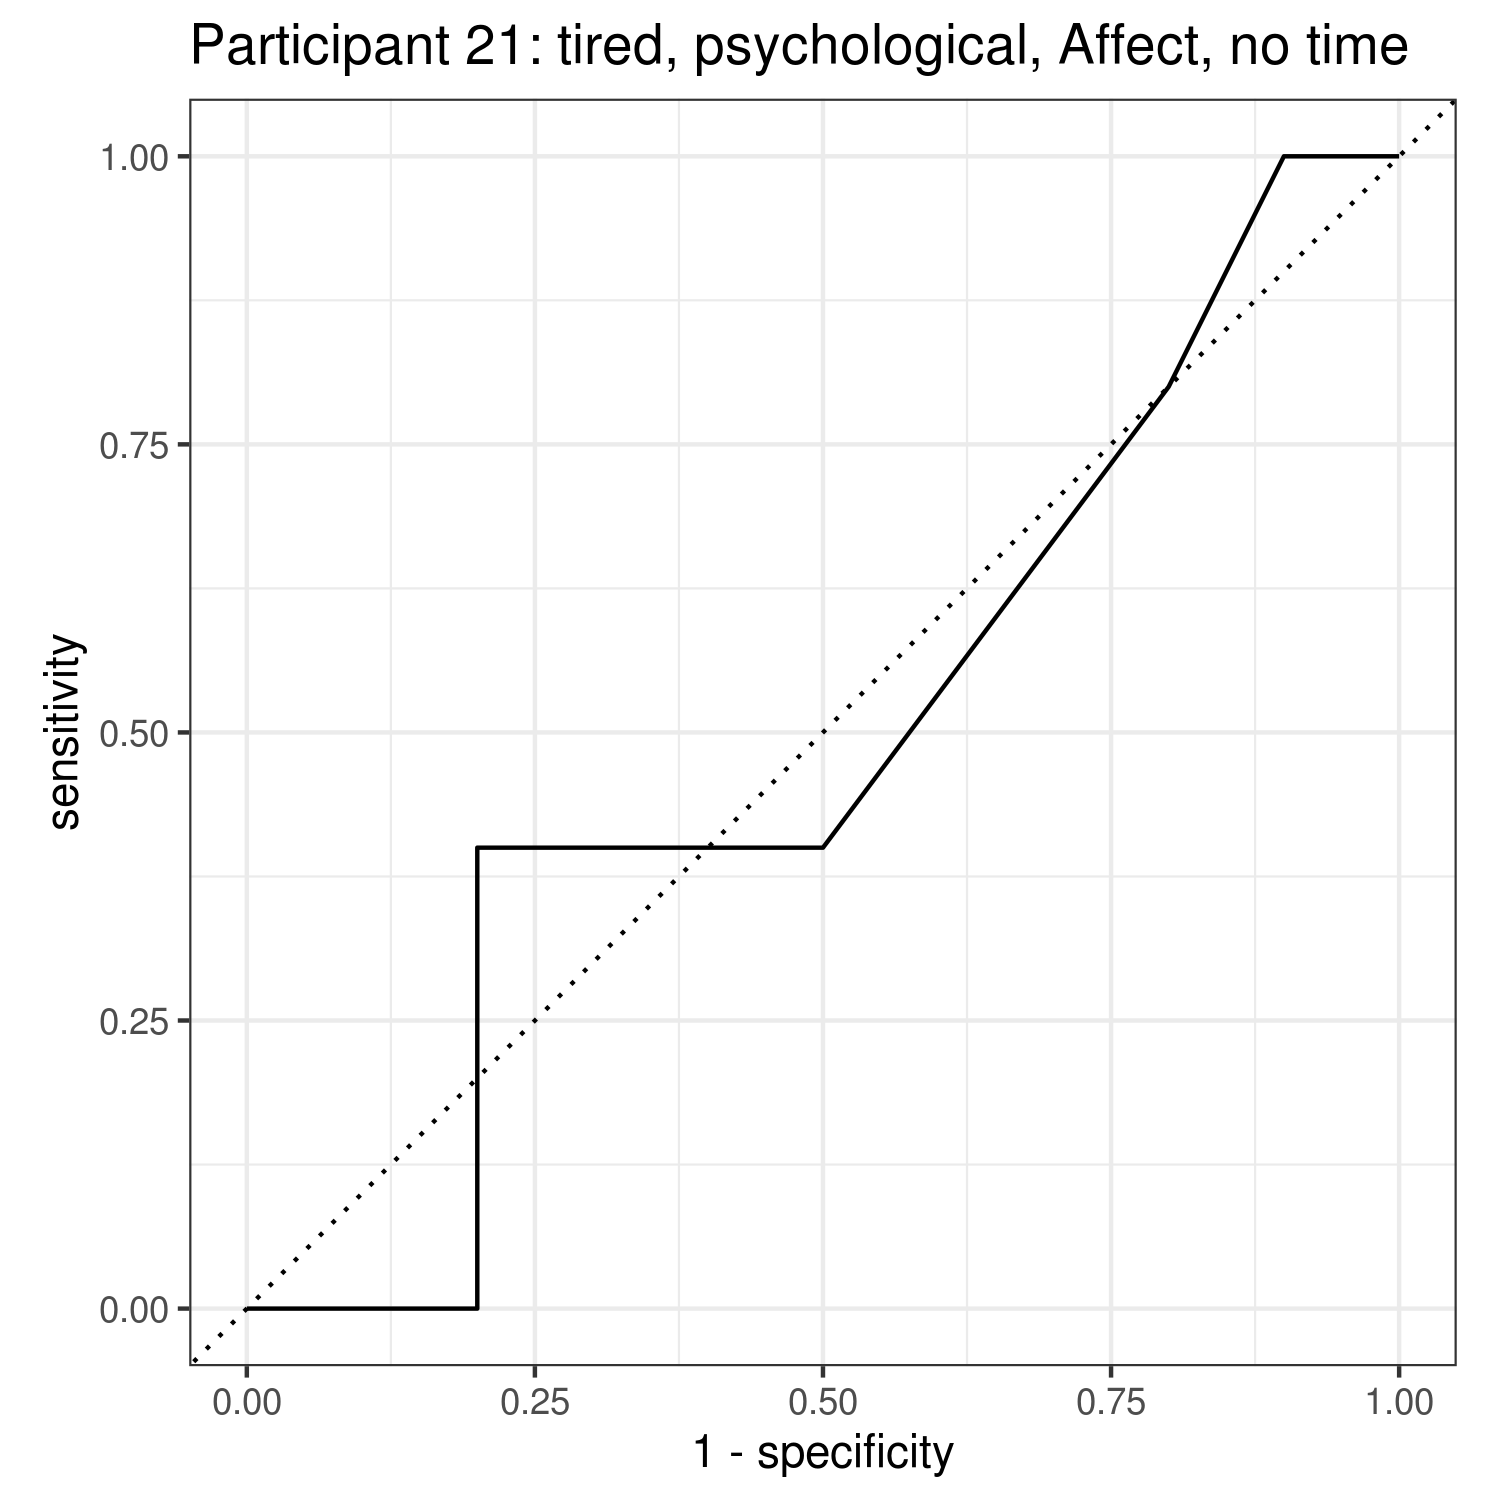 Participant 21: tired, psychological, Affect, no time
1.00
0.75
0.50
0.25
0.00
sensitivity
0.00 0.25 0.50 0.75 1.00
1 - specificity